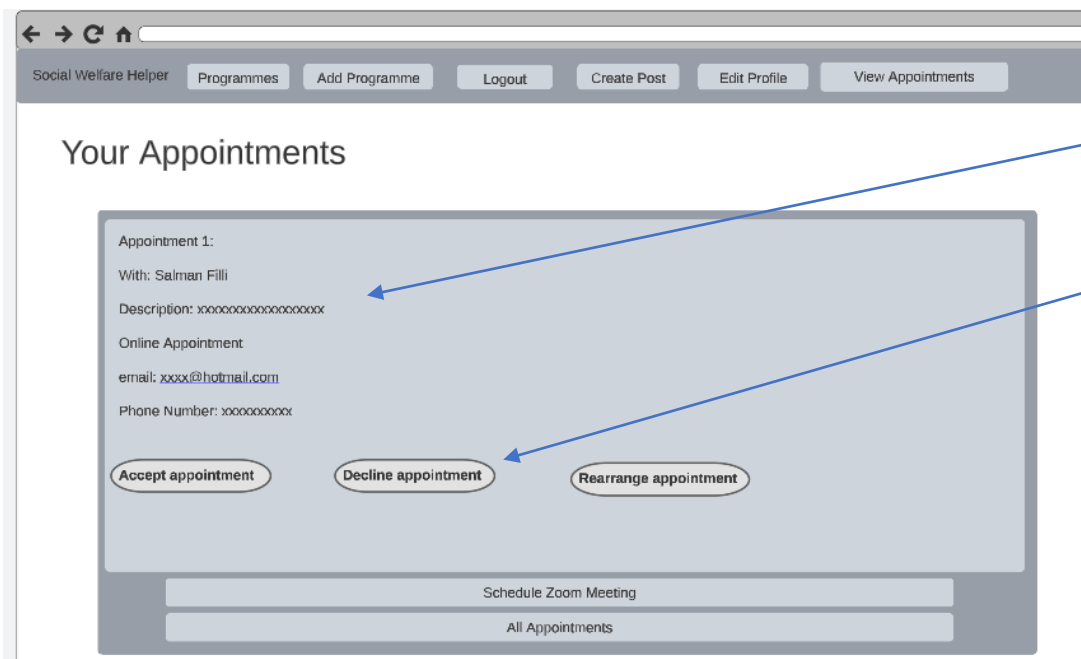 Social Welfare Helper Programmes Add Programme Logout Create Post Edit Profile View Appointments
Your Appointments
Appointment 1:
With: Salman Filli
Description: xxxxxxxxxxxxxxxxxx
Online Appointment
email: xxxx@hotmail.com
Phone Number: xxxxxxxxxx
Accept appointment Decline appointment Rearrange appointment
Schedule Zoom Meeting
All Appointments